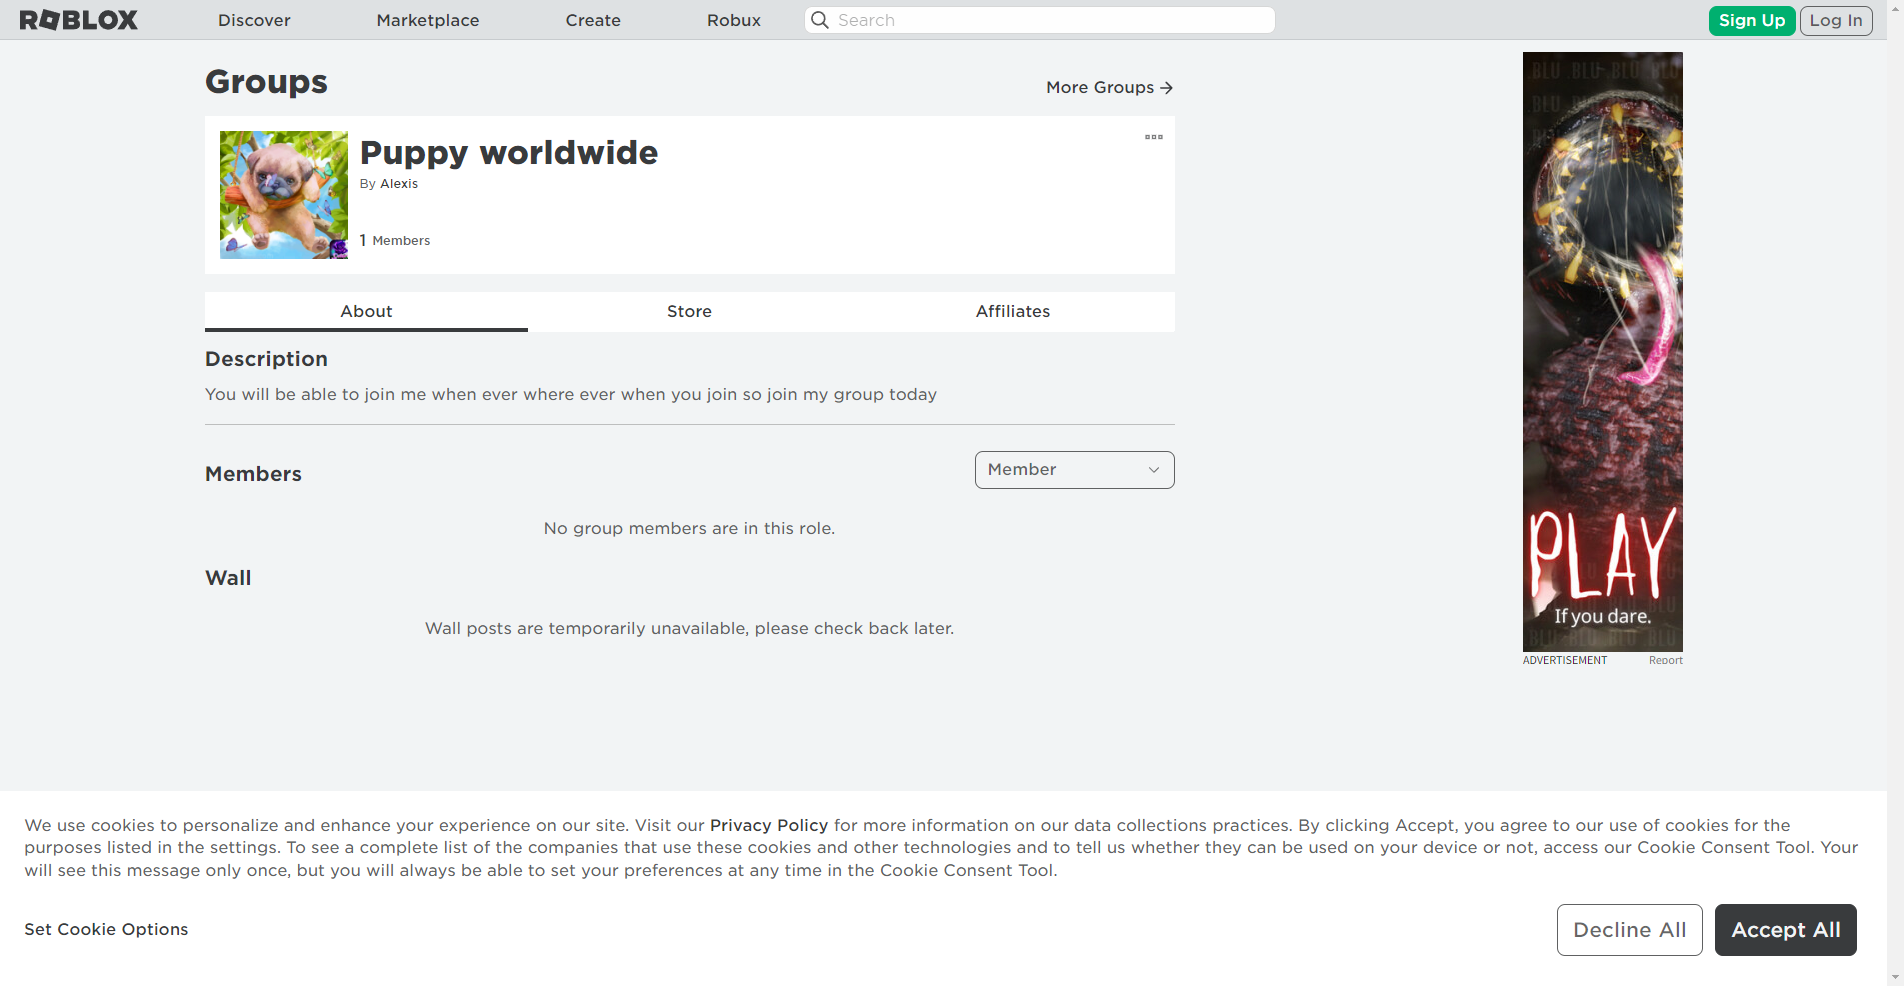 ROBLOX
Discover
Marketplace
Create
Robux
Search
Sign Up
Log In
Groups
More Groups
Puppy worldwide
By Alexis
1 Members
About
Store
Affiliates
Description
You will be able to join me when ever where ever when you join so join my group today
Members
Member
No group members are in this role.
Wall
Wall posts are temporarily unavailable, please check back later.
BLU BLU BLU BLU
PLAY
If you dare.
BLU BLU BLU BLU
ADVERTISEMENT
Report
We use cookies to personalize and enhance your experience on our site. Visit our Privacy Policy for more information on our data collections practices. By clicking Accept, you agree to our use of cookies for the
purposes listed in the settings. To see a complete list of the companies that use these cookies and other technologies and to tell us whether they can be used on your device or not, access our Cookie Consent Tool. Your
will see this message only once, but you will always be able to set your preferences at any time in the Cookie Consent Tool.
Set Cookie Options
Decline All
Accept All